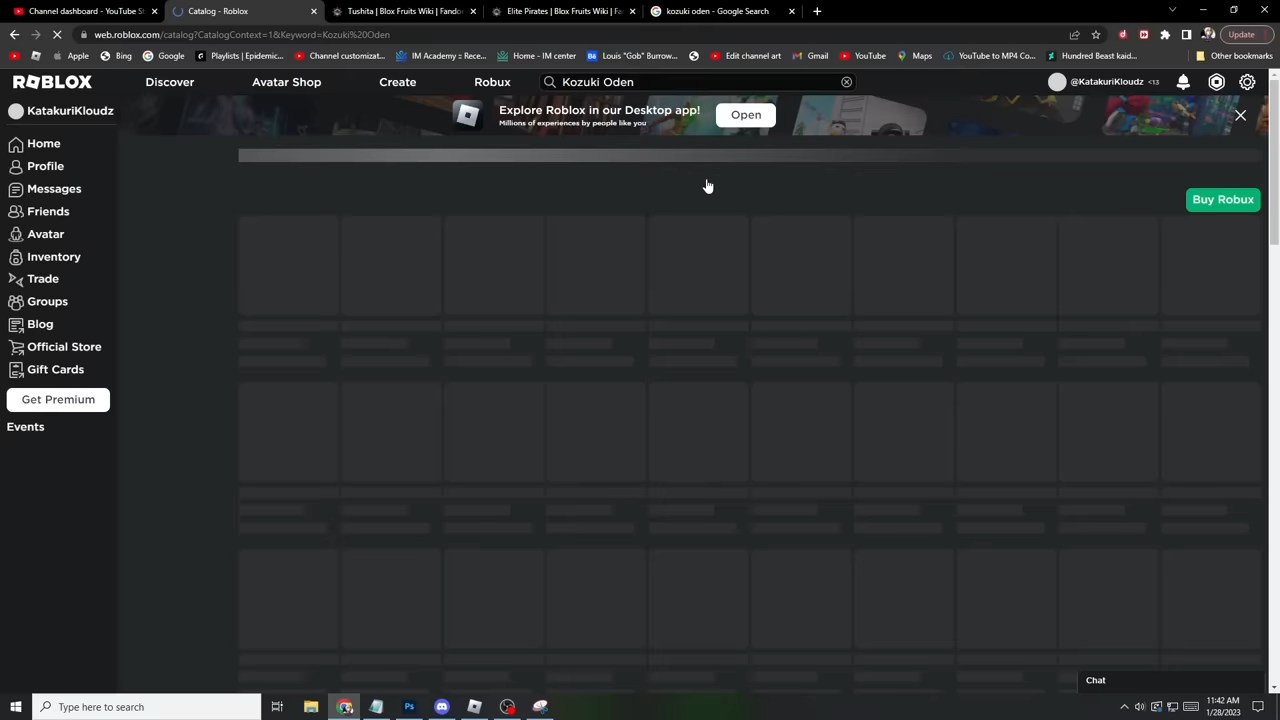 Channel dashboard - YouTube St
Catalog - Roblox
Tushita | Blox Fruits Wiki | Fando
Elite Pirates | Blox Fruits Wiki | Fa
kozuki oden - Google Search
web.roblox.com/catalog?CatalogContext=1&Keyword=Kozuki%20Oden
Update
Apple
Google
Playlists | Epidemic...
Channel customizat...
IM Academy = Rece...
Home - IM center
Louis "Gob" Burrow...
Edit channel art
Gmail
YouTube
Maps
YouTube to MP4 Co...
Hundred Beast kaid...
Other bookmarks
ROBLOX
Discover
Avatar Shop
Create
Robux
Kozuki Oden
@KatakuriKloudz
<13
KatakuriKloudz
Explore Roblox in our Desktop app!
Millions of experiences by people like you
Open
Home
Profile
Messages
Friends
Avatar
Inventory
Trade
Groups
Blog
Official Store
Gift Cards
Get Premium
Events
Buy Robux
Chat
Type here to search
11:42 AM
1/28/2023